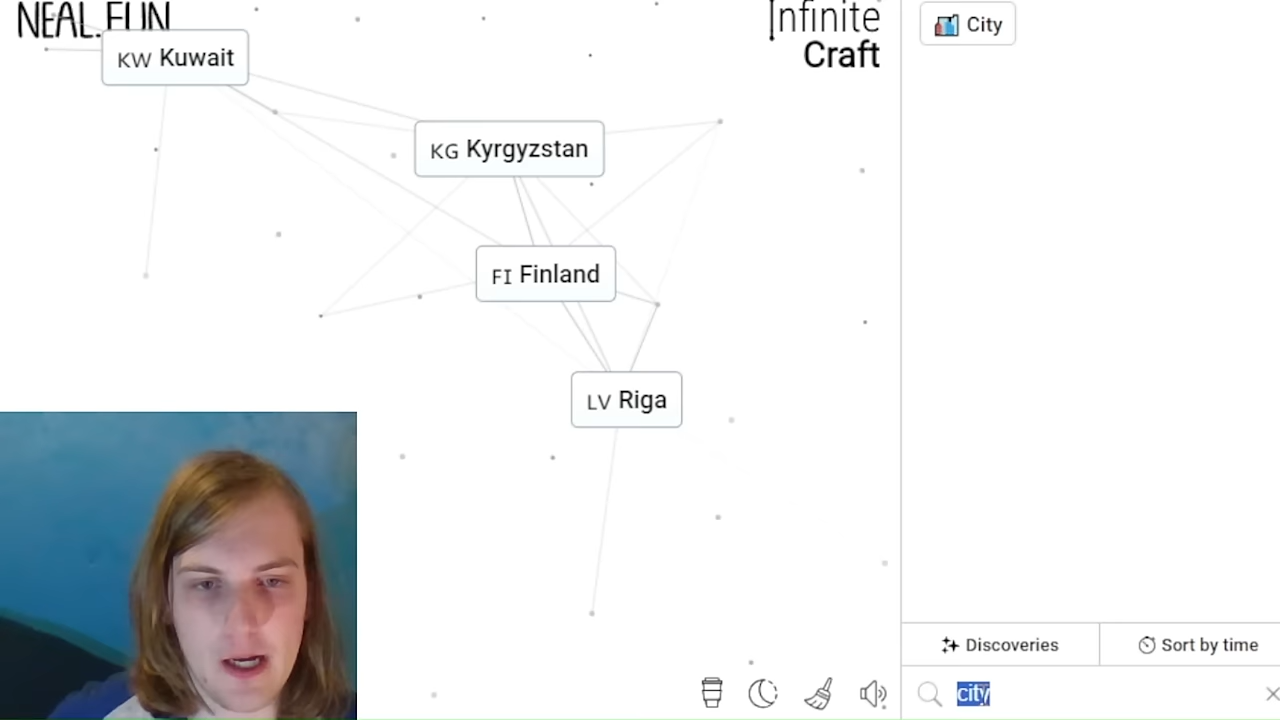 NEAL.FUN
Infinite
Craft
KW Kuwait
KG Kyrgyzstan
FI Finland
LV Riga
City
Discoveries
Sort by time
city